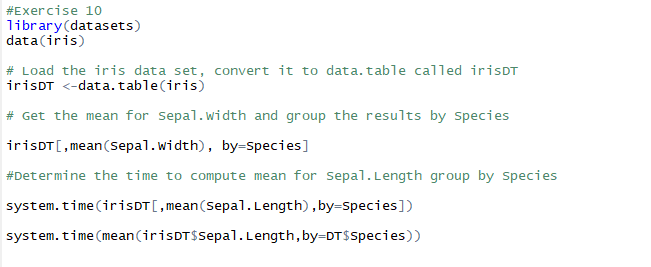 #Exercise 10
library(datasets)
data(iris)
# Load the iris data set, convert it to data.table called irisDT
irisDT <-data.table(iris)
# Get the mean for Sepal.Width and group the results by Species
irisDT[,mean(Sepal.Width), by=Species]
#Determine the time to compute mean for Sepal.Length group by Species
system.time(irisDT[,mean(Sepal.Length),by=Species])
system.time(mean(irisDT$Sepal.Length,by=DT$Species))